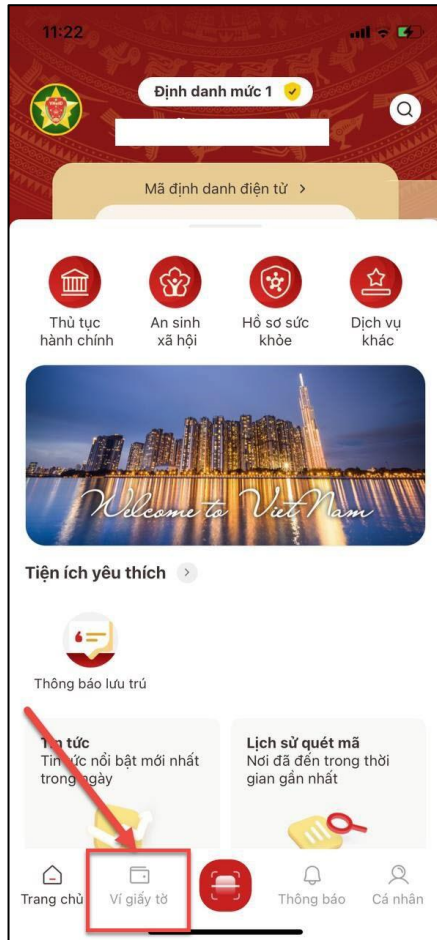 11:22
Định danh mức 1
Mã định danh điện tử >
Thủ tục
hành chính
An sinh
xã hội
Hồ sơ sức
khỏe
Dịch vụ
khác
Welcome to Viet Nam
Tiện ích yêu thích >
Thông báo lưu trú
Tin tức
Tin tức nổi bật mới nhất
trong ngày
Lịch sử quét mã
Nơi đã đến trong thời
gian gần nhất
Trang chủ
Ví giấy tờ
Thông báo
Cá nhân